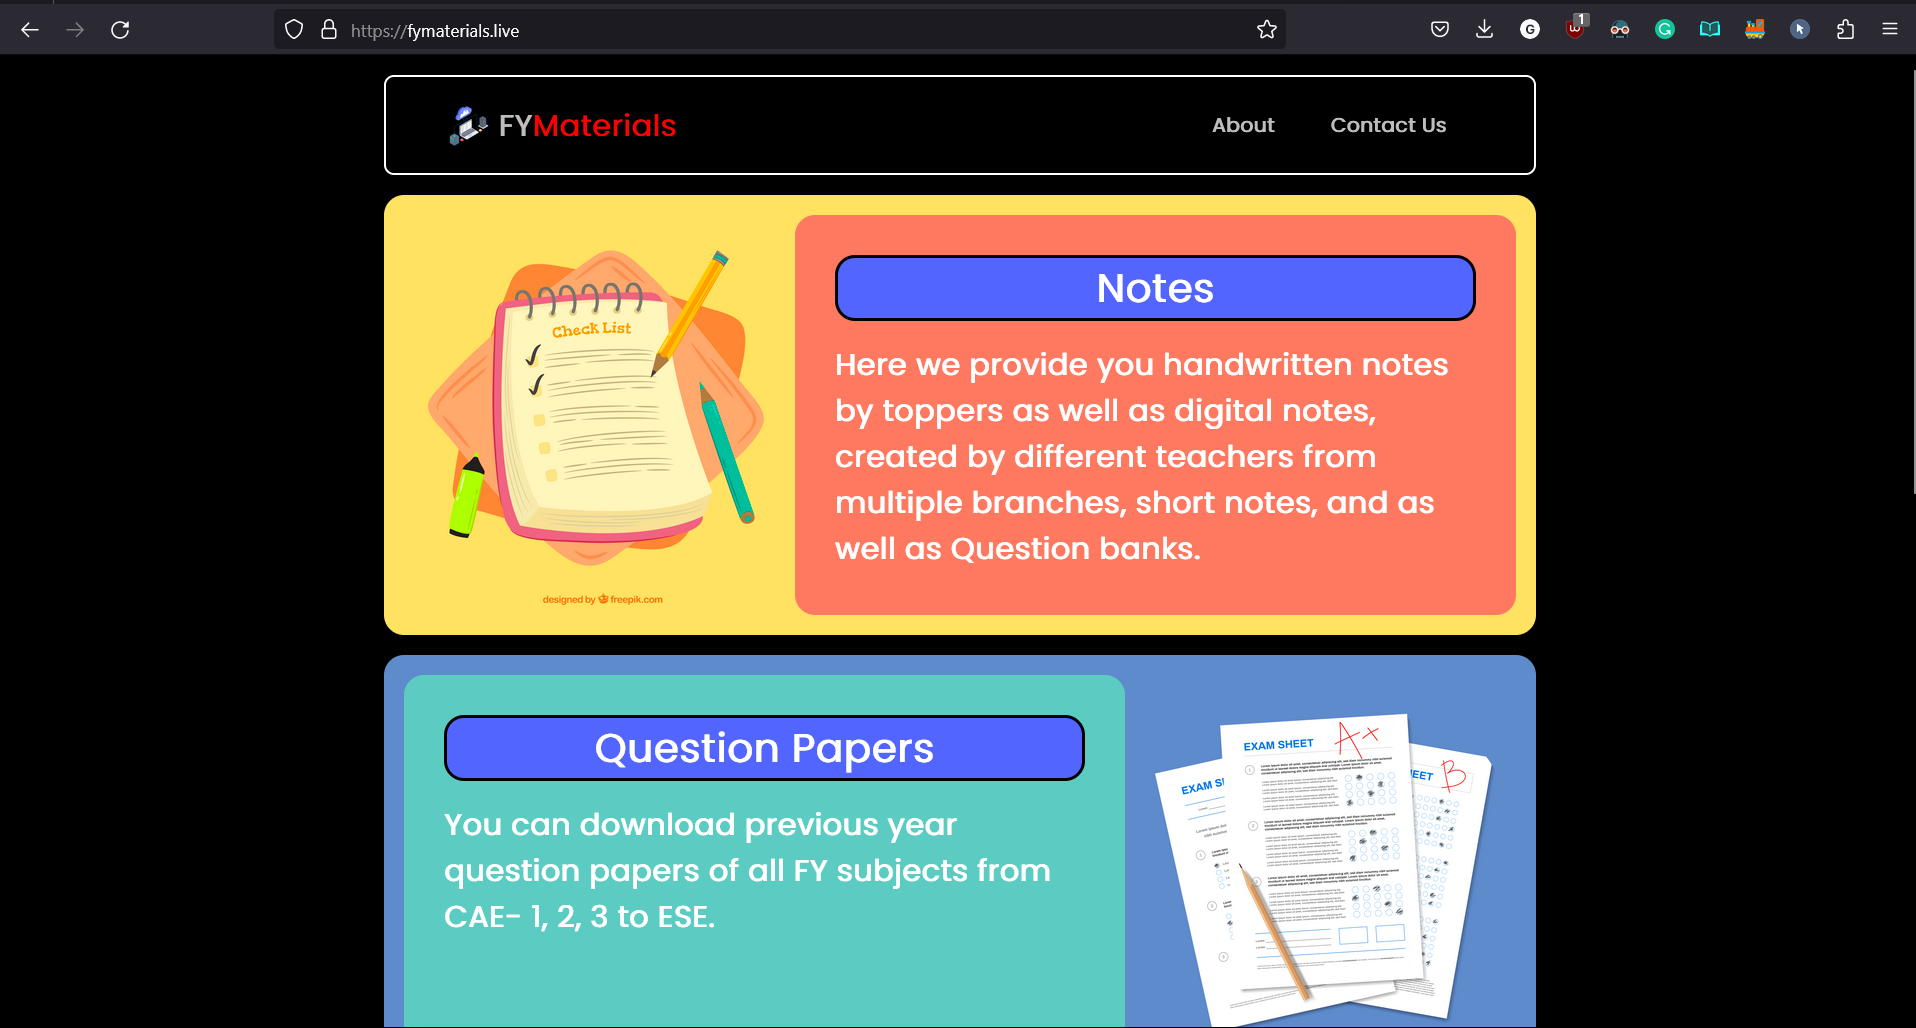 https://fymaterials.live
1
FYMaterials
About
Contact Us
Notes
Check List
Here we provide you handwritten notes
by toppers as well as digital notes,
created by different teachers from
multiple branches, short notes, and as
well as Question banks.
designed by freepik.com
Question Papers
You can download previous year
question papers of all FY subjects from
CAE- 1, 2, 3 to ESE.
EXAM SHEET
A+
B